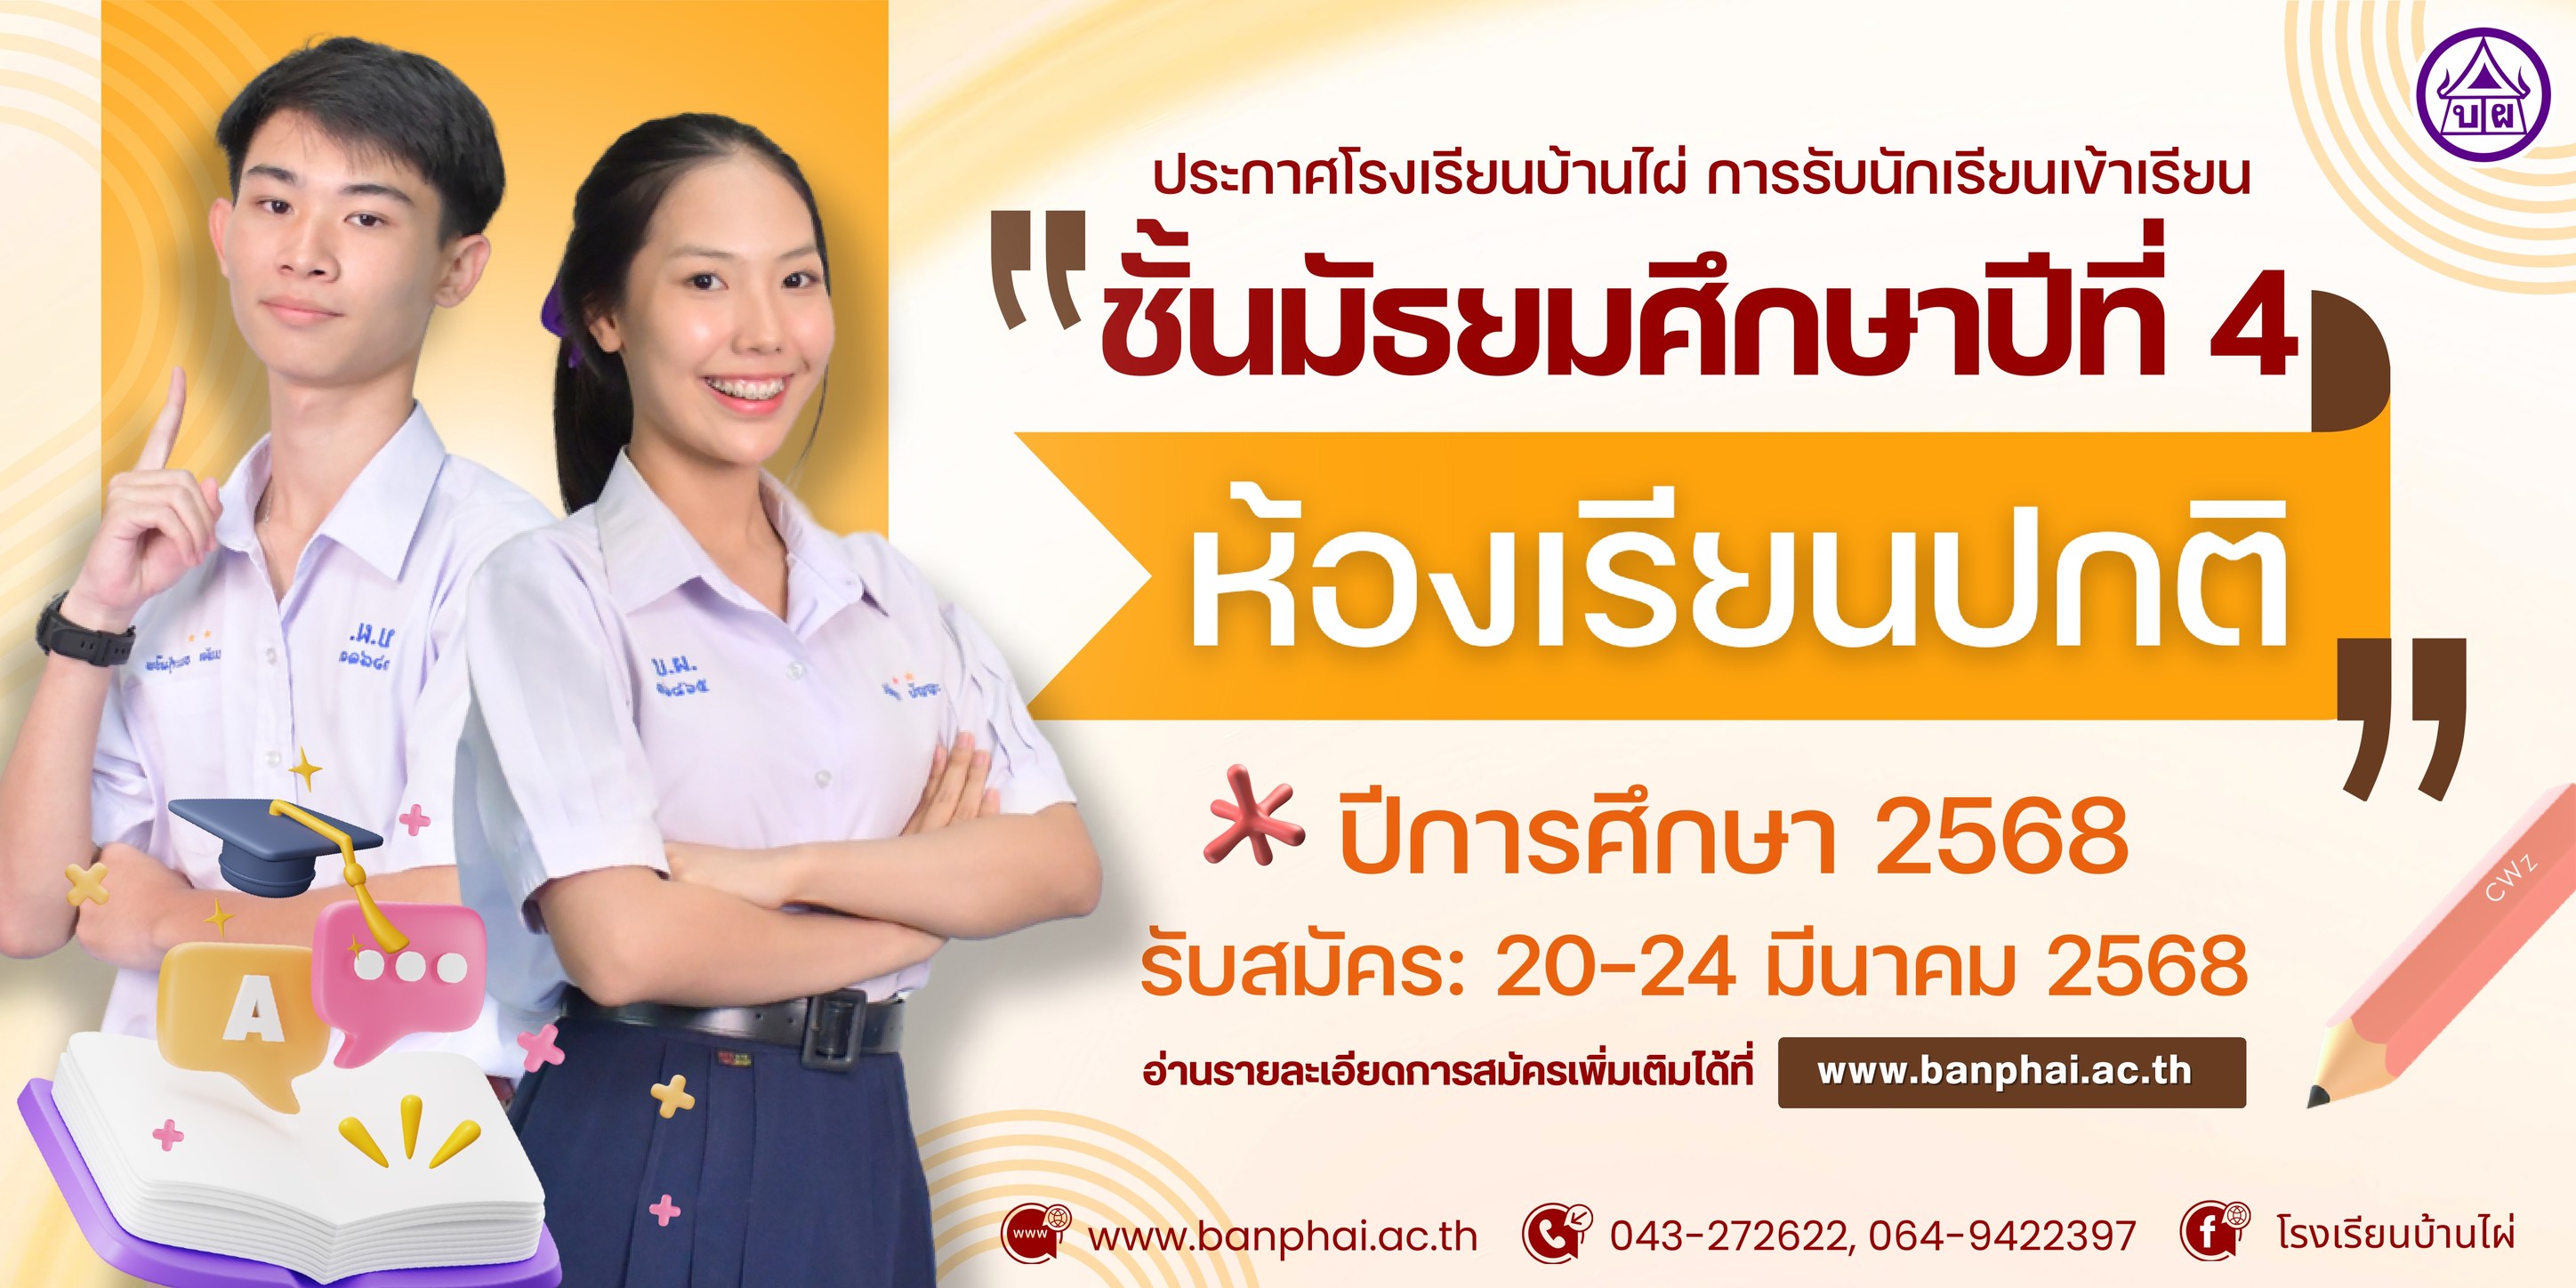 บ ผ
ประกาศโรงเรียนบ้านไผ่ การรับนักเรียนเข้าเรียน
"ชั้นมัธยมศึกษาปีที่ 4
ห้องเรียนปกติ"
* ปีการศึกษา 2568
รับสมัคร: 20-24 มีนาคม 2568
อ่านรายละเอียดการสมัครเพิ่มเติมได้ที่ www.banphai.ac.th
CWZ
บ.ผ.
A
www www.banphai.ac.th 043-272622, 064-9422397 f โรงเรียนบ้านไผ่